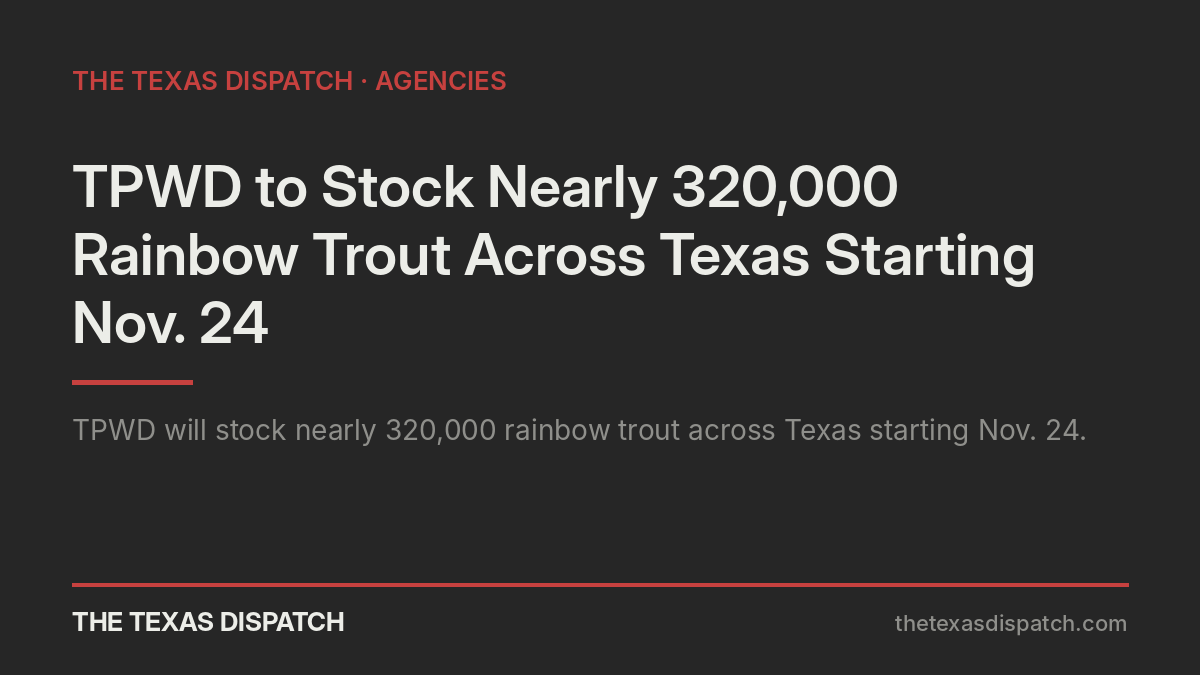 THE TEXAS DISPATCH · AGENCIES
TPWD to Stock Nearly 320,000
Rainbow Trout Across Texas Starting
Nov. 24
TPWD will stock nearly 320,000 rainbow trout across Texas starting Nov. 24.
THE TEXAS DISPATCH
thetexasdispatch.com